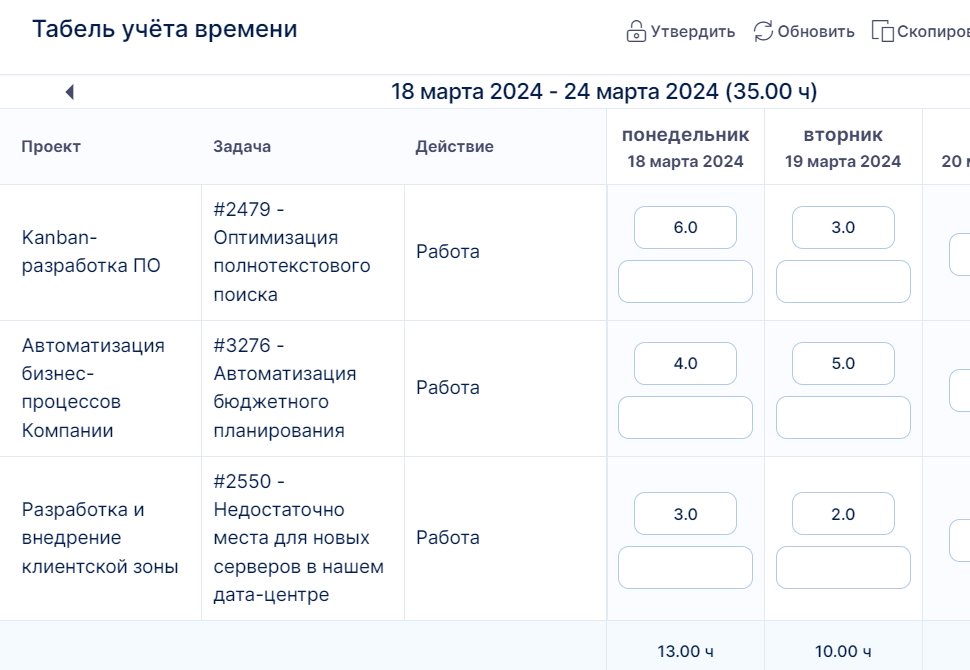 Табель учёта времени
Утвердить
Обновить
Скопиров
18 марта 2024 - 24 марта 2024 (35.00 ч)
Проект
Задача
Действие
понедельник
18 марта 2024
вторник
19 марта 2024
20
Kanban-
разработка ПО
#2479 -
Оптимизация
полнотекстового
поиска
Работа
6.0
3.0
Автоматизация
бизнес-
процессов
Компании
#3276 -
Автоматизация
бюджетного
планирования
Работа
4.0
5.0
Разработка и
внедрение
клиентской зоны
#2550 -
Недостаточно
места для новых
серверов в нашем
дата-центре
Работа
3.0
2.0
13.00 ч
10.00 ч